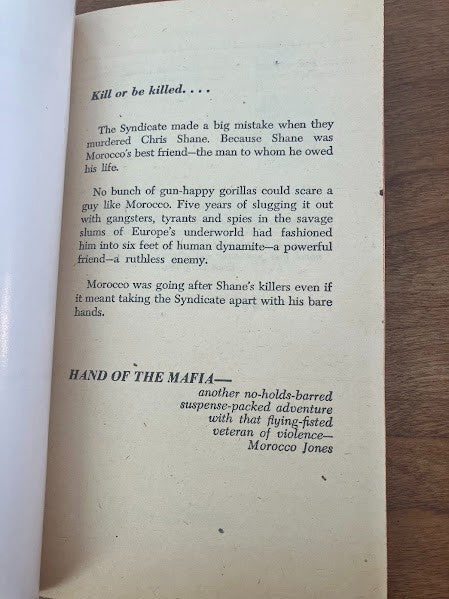 Kill or be killed. . . .
The Syndicate made a big mistake when they
murdered Chris Shane. Because Shane was
Morocco's best friend—the man to whom he owed
his life.
No bunch of gun-happy gorillas could scare a
guy like Morocco. Five years of slugging it out
with gangsters, tyrants and spies in the savage
slums of Europe's underworld had fashioned
him into six feet of human dynamite—a powerful
friend—a ruthless enemy.
Morocco was going after Shane's killers even if
it meant taking the Syndicate apart with his bare
hands.
HAND OF THE MAFIA—
another no-holds-barred
suspense-packed adventure
with that flying-fisted
veteran of violence—
Morocco Jones